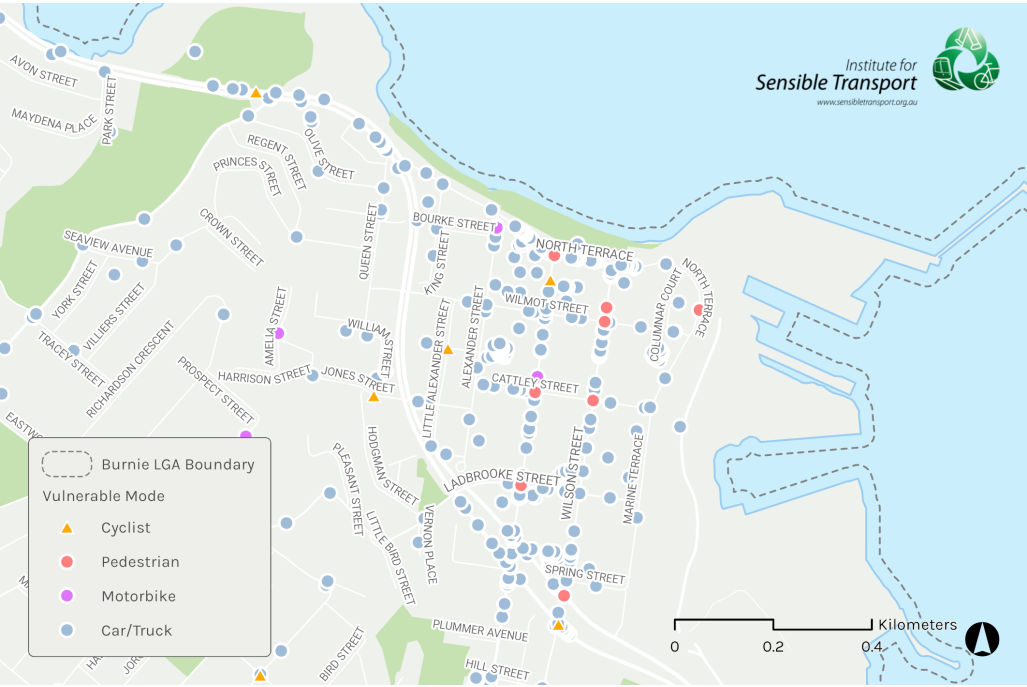 Institute for
Sensible Transport
www.sensibletransport.org.au
AVON STREET
PARK STREET
MAYDENA PLACE
OLIVE STREET
REGENT STREET
PRINCES STREET
CROWN STREET
QUEEN STREET
BOURKE STREET
KING STREET
NORTH TERRACE
NORTH TERRACE
COLUMNAR COURT
SEAVIEW AVENUE
YORK STREET
VILLIERS STREET
TRACEY STREET
RICHARDSON CRESCENT
AMELIA STREET
WILLIAM STREET
LITTLE ALEXANDER STREET
ALEXANDER STREET
WILMOT STREET
PROSPECT STREET
HARRISON STREET
JONES STREET
CATTLEY STREET
HODGMAN STREET
PLEASANT STREET
LADBROOKE STREET
WILSON STREET
MARINE TERRACE
VERNON PLACE
LITTLE BIRD STREET
SPRING STREET
PLUMMER AVENUE
BIRD STREET
HILL STREET
Burnie LGA Boundary
Vulnerable Mode
Cyclist
Pedestrian
Motorbike
Car/Truck
Kilometers
0 0.2 0.4